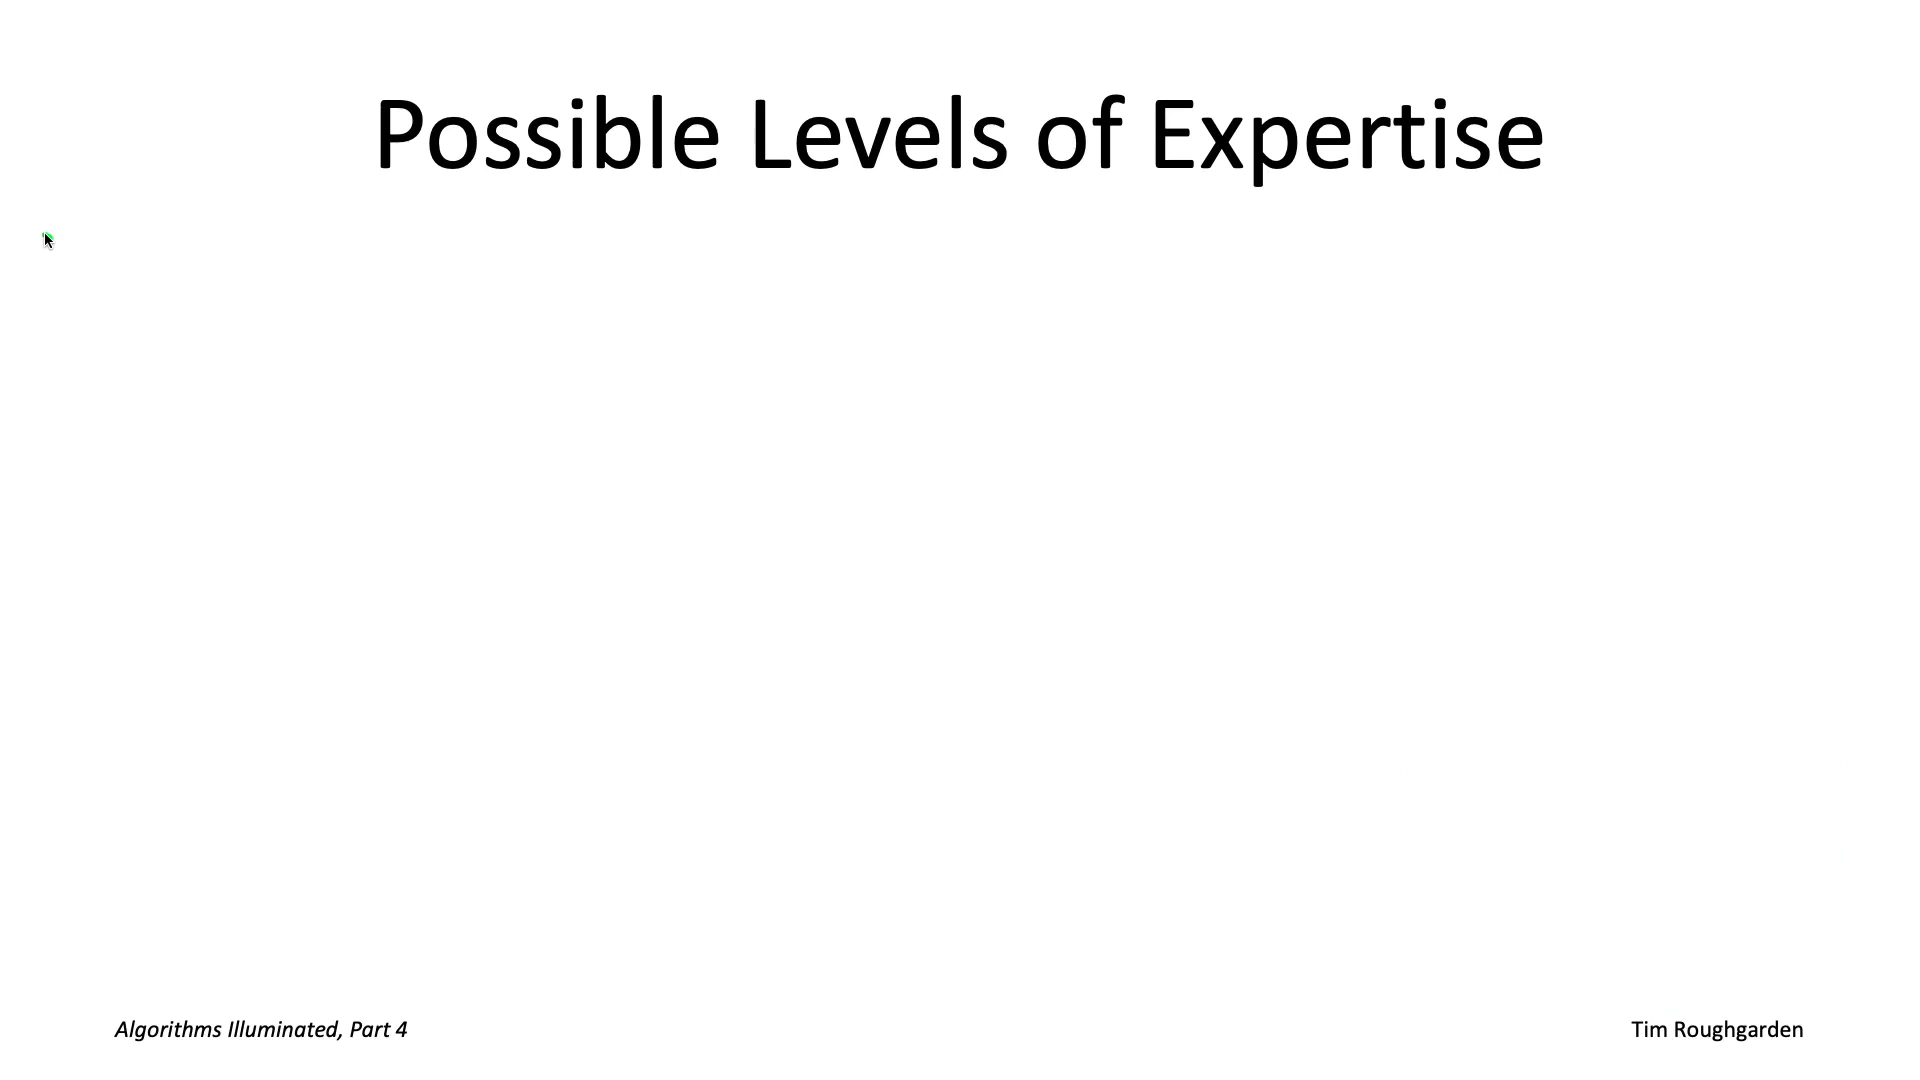 Possible Levels of Expertise
Algorithms Illuminated, Part 4
Tim Roughgarden